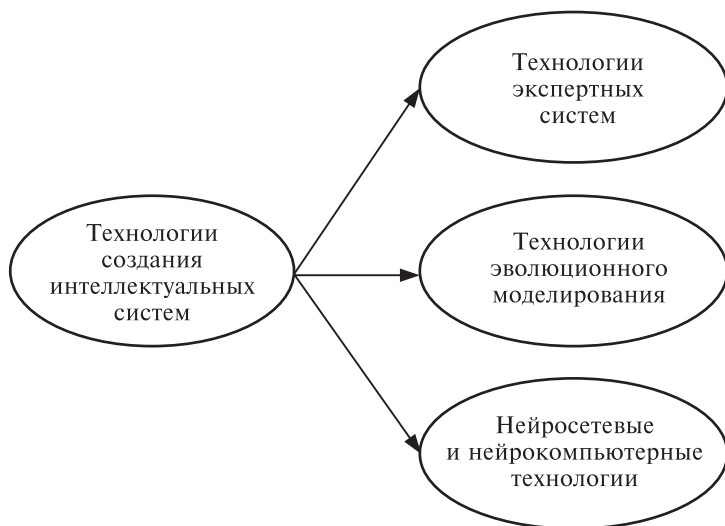 Технологии
создания
интеллектуальных
систем
Технологии
экспертных
систем
Технологии
эволюционного
моделирования
Нейросетевые
и нейрокомпьютерные
технологии